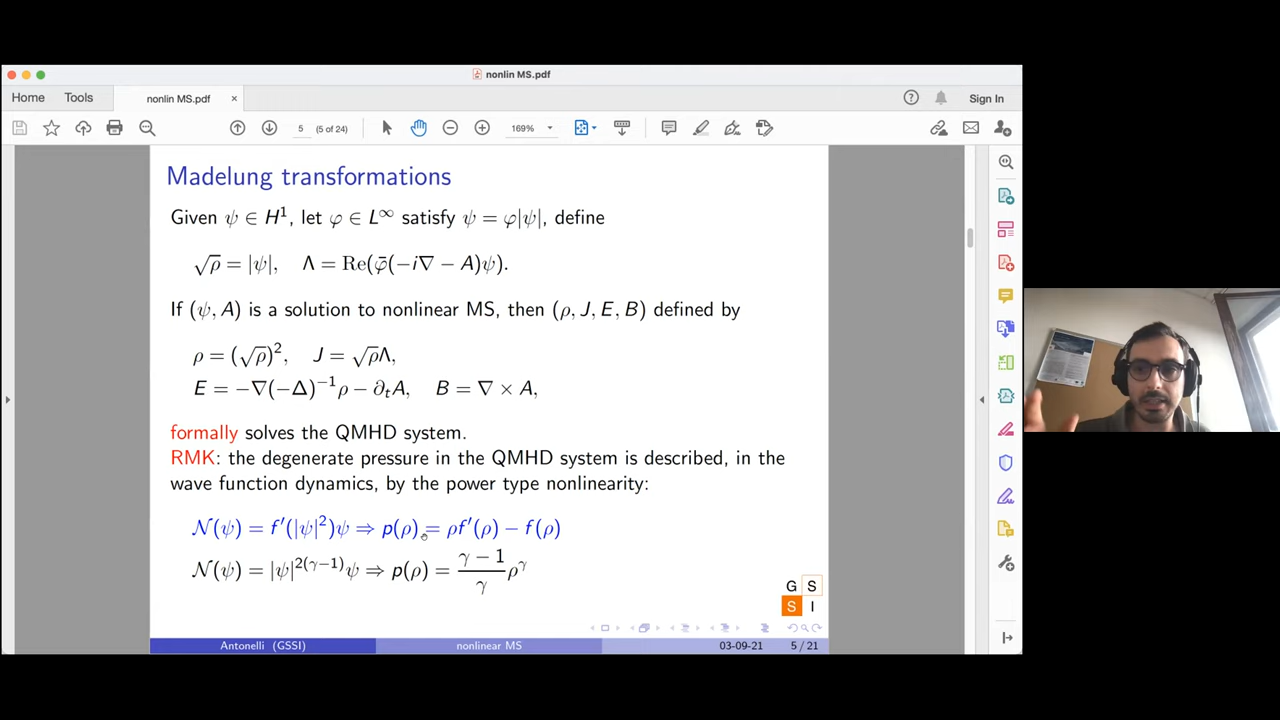 nonlin MS.pdf
Home Tools nonlin MS.pdf × Sign In
5 (5 of 24) 169%
Madelung transformations
Given ψ ∈ H¹, let φ ∈ L∞ satisfy ψ = φ|ψ|, define
√ρ = |ψ|, Λ = Re(φ̄(−i∇ − A)ψ).
If (ψ, A) is a solution to nonlinear MS, then (ρ, J, E, B) defined by
ρ = (√ρ)², J = √ρΛ,
E = −∇(−Δ)⁻¹ρ − ∂ₜA, B = ∇ × A,
formally solves the QMHD system.
RMK: the degenerate pressure in the QMHD system is described, in the
wave function dynamics, by the power type nonlinearity:
𝒩(ψ) = f′(|ψ|²)ψ ⇒ p(ρ) = ρf′(ρ) − f(ρ)
𝒩(ψ) = |ψ|²⁽ᵞ⁻¹⁾ψ ⇒ p(ρ) = (γ − 1)/γ ρᵞ
G S
S I
Antonelli (GSSI) nonlinear MS 03-09-21 5 / 21